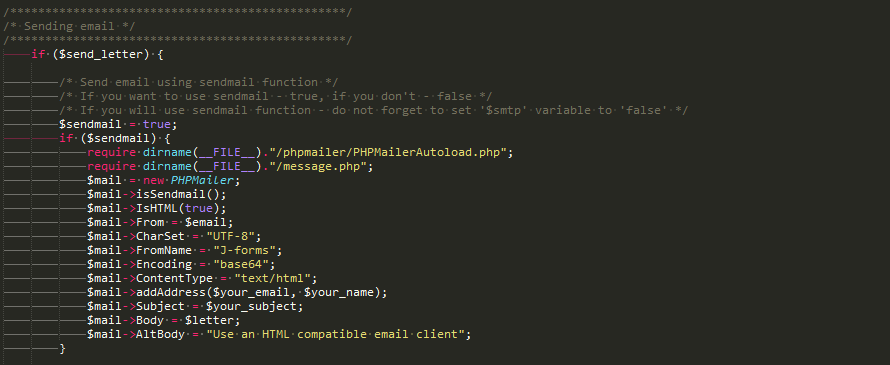 /************************************************/
/* Sending email */
/************************************************/
if ($send_letter) {
/* Send email using sendmail function */
/* If you want to use sendmail - true, if you don't - false */
/* If you will use sendmail function - do not forget to set '$smtp' variable to 'false' */
$sendmail = true;
if ($sendmail) {
require dirname(__FILE__)."/phpmailer/PHPMailerAutoload.php";
require dirname(__FILE__)."/message.php";
$mail = new PHPMailer;
$mail->isSendmail();
$mail->IsHTML(true);
$mail->From = $email;
$mail->CharSet = "UTF-8";
$mail->FromName = "J-forms";
$mail->Encoding = "base64";
$mail->ContentType = "text/html";
$mail->addAddress($your_email, $your_name);
$mail->Subject = $your_subject;
$mail->Body = $letter;
$mail->AltBody = "Use an HTML compatible email client";
}